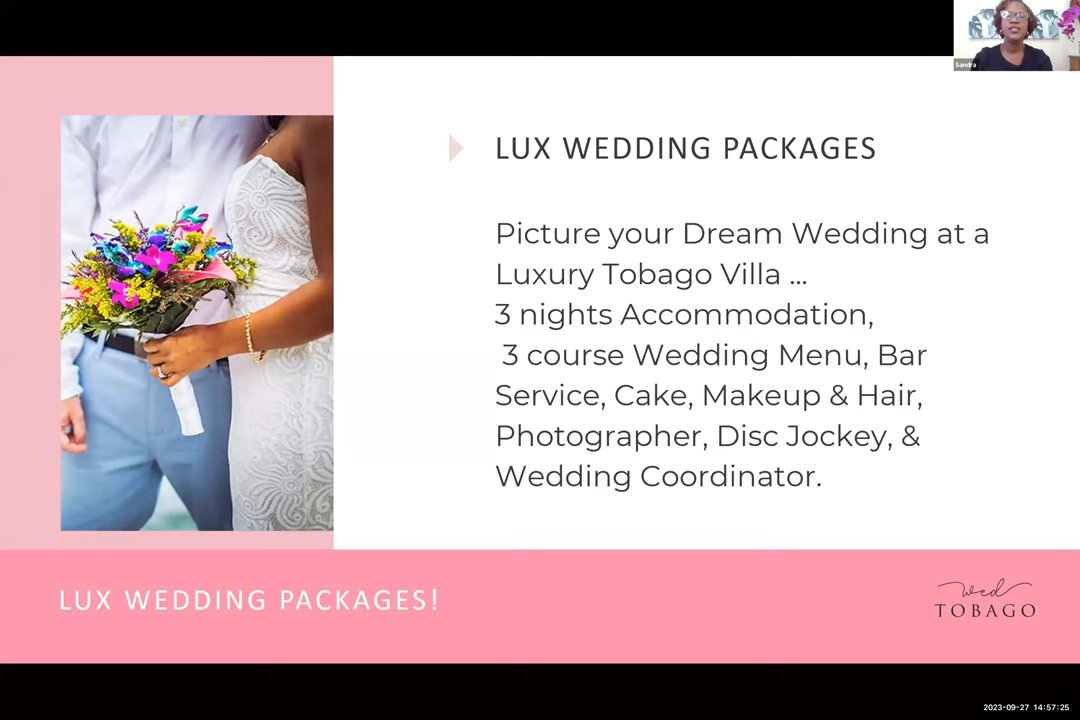 Sandra
LUX WEDDING PACKAGES
Picture your Dream Wedding at a
Luxury Tobago Villa ...
3 nights Accommodation,
3 course Wedding Menu, Bar
Service, Cake, Makeup & Hair,
Photographer, Disc Jockey, &
Wedding Coordinator.
LUX WEDDING PACKAGES!
wed
TOBAGO
2023-09-27 14:57:25